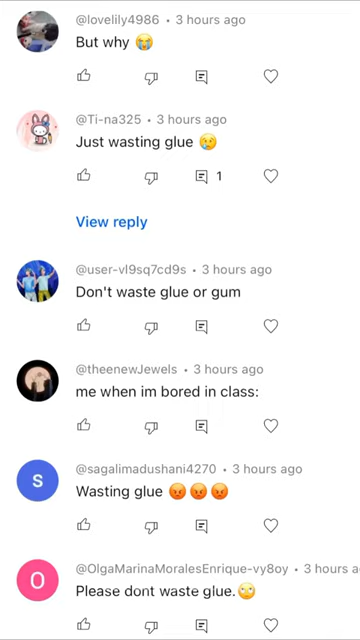 @lovelily4986 • 3 hours ago
But why 😭
@Ti-na325 • 3 hours ago
Just wasting glue 🥲
1
View reply
@user-vl9sq7cd9s • 3 hours ago
Don't waste glue or gum
@theenewJewels • 3 hours ago
me when im bored in class:
S
@sagalimadushani4270 • 3 hours ago
Wasting glue 😡😡😡
O
@OlgaMarinaMoralesEnrique-vy8oy • 3 hours a
Please dont waste glue.🙄